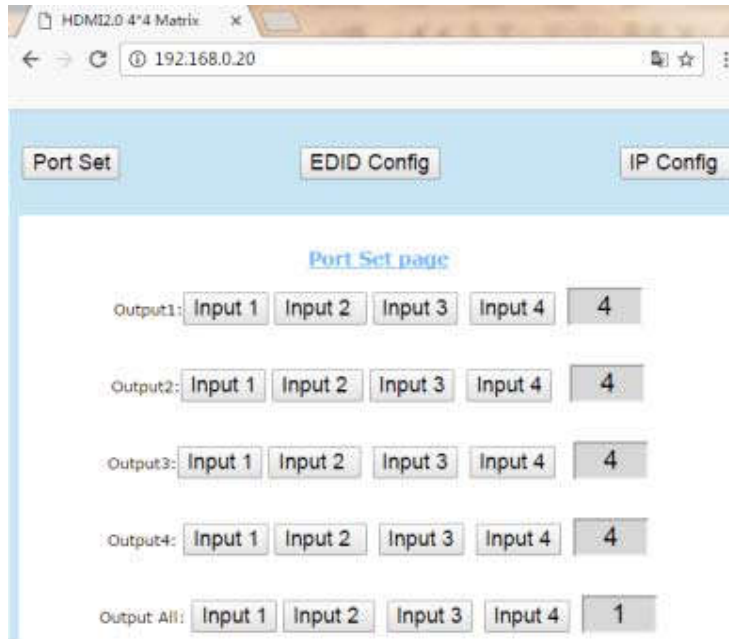 HDMI2.0 4*4 Matrix
192.168.0.20
Port Set EDID Config IP Config
Port Set page
Output1: Input 1 Input 2 Input 3 Input 4 4
Output2: Input 1 Input 2 Input 3 Input 4 4
Output3: Input 1 Input 2 Input 3 Input 4 4
Output4: Input 1 Input 2 Input 3 Input 4 4
Output All: Input 1 Input 2 Input 3 Input 4 1